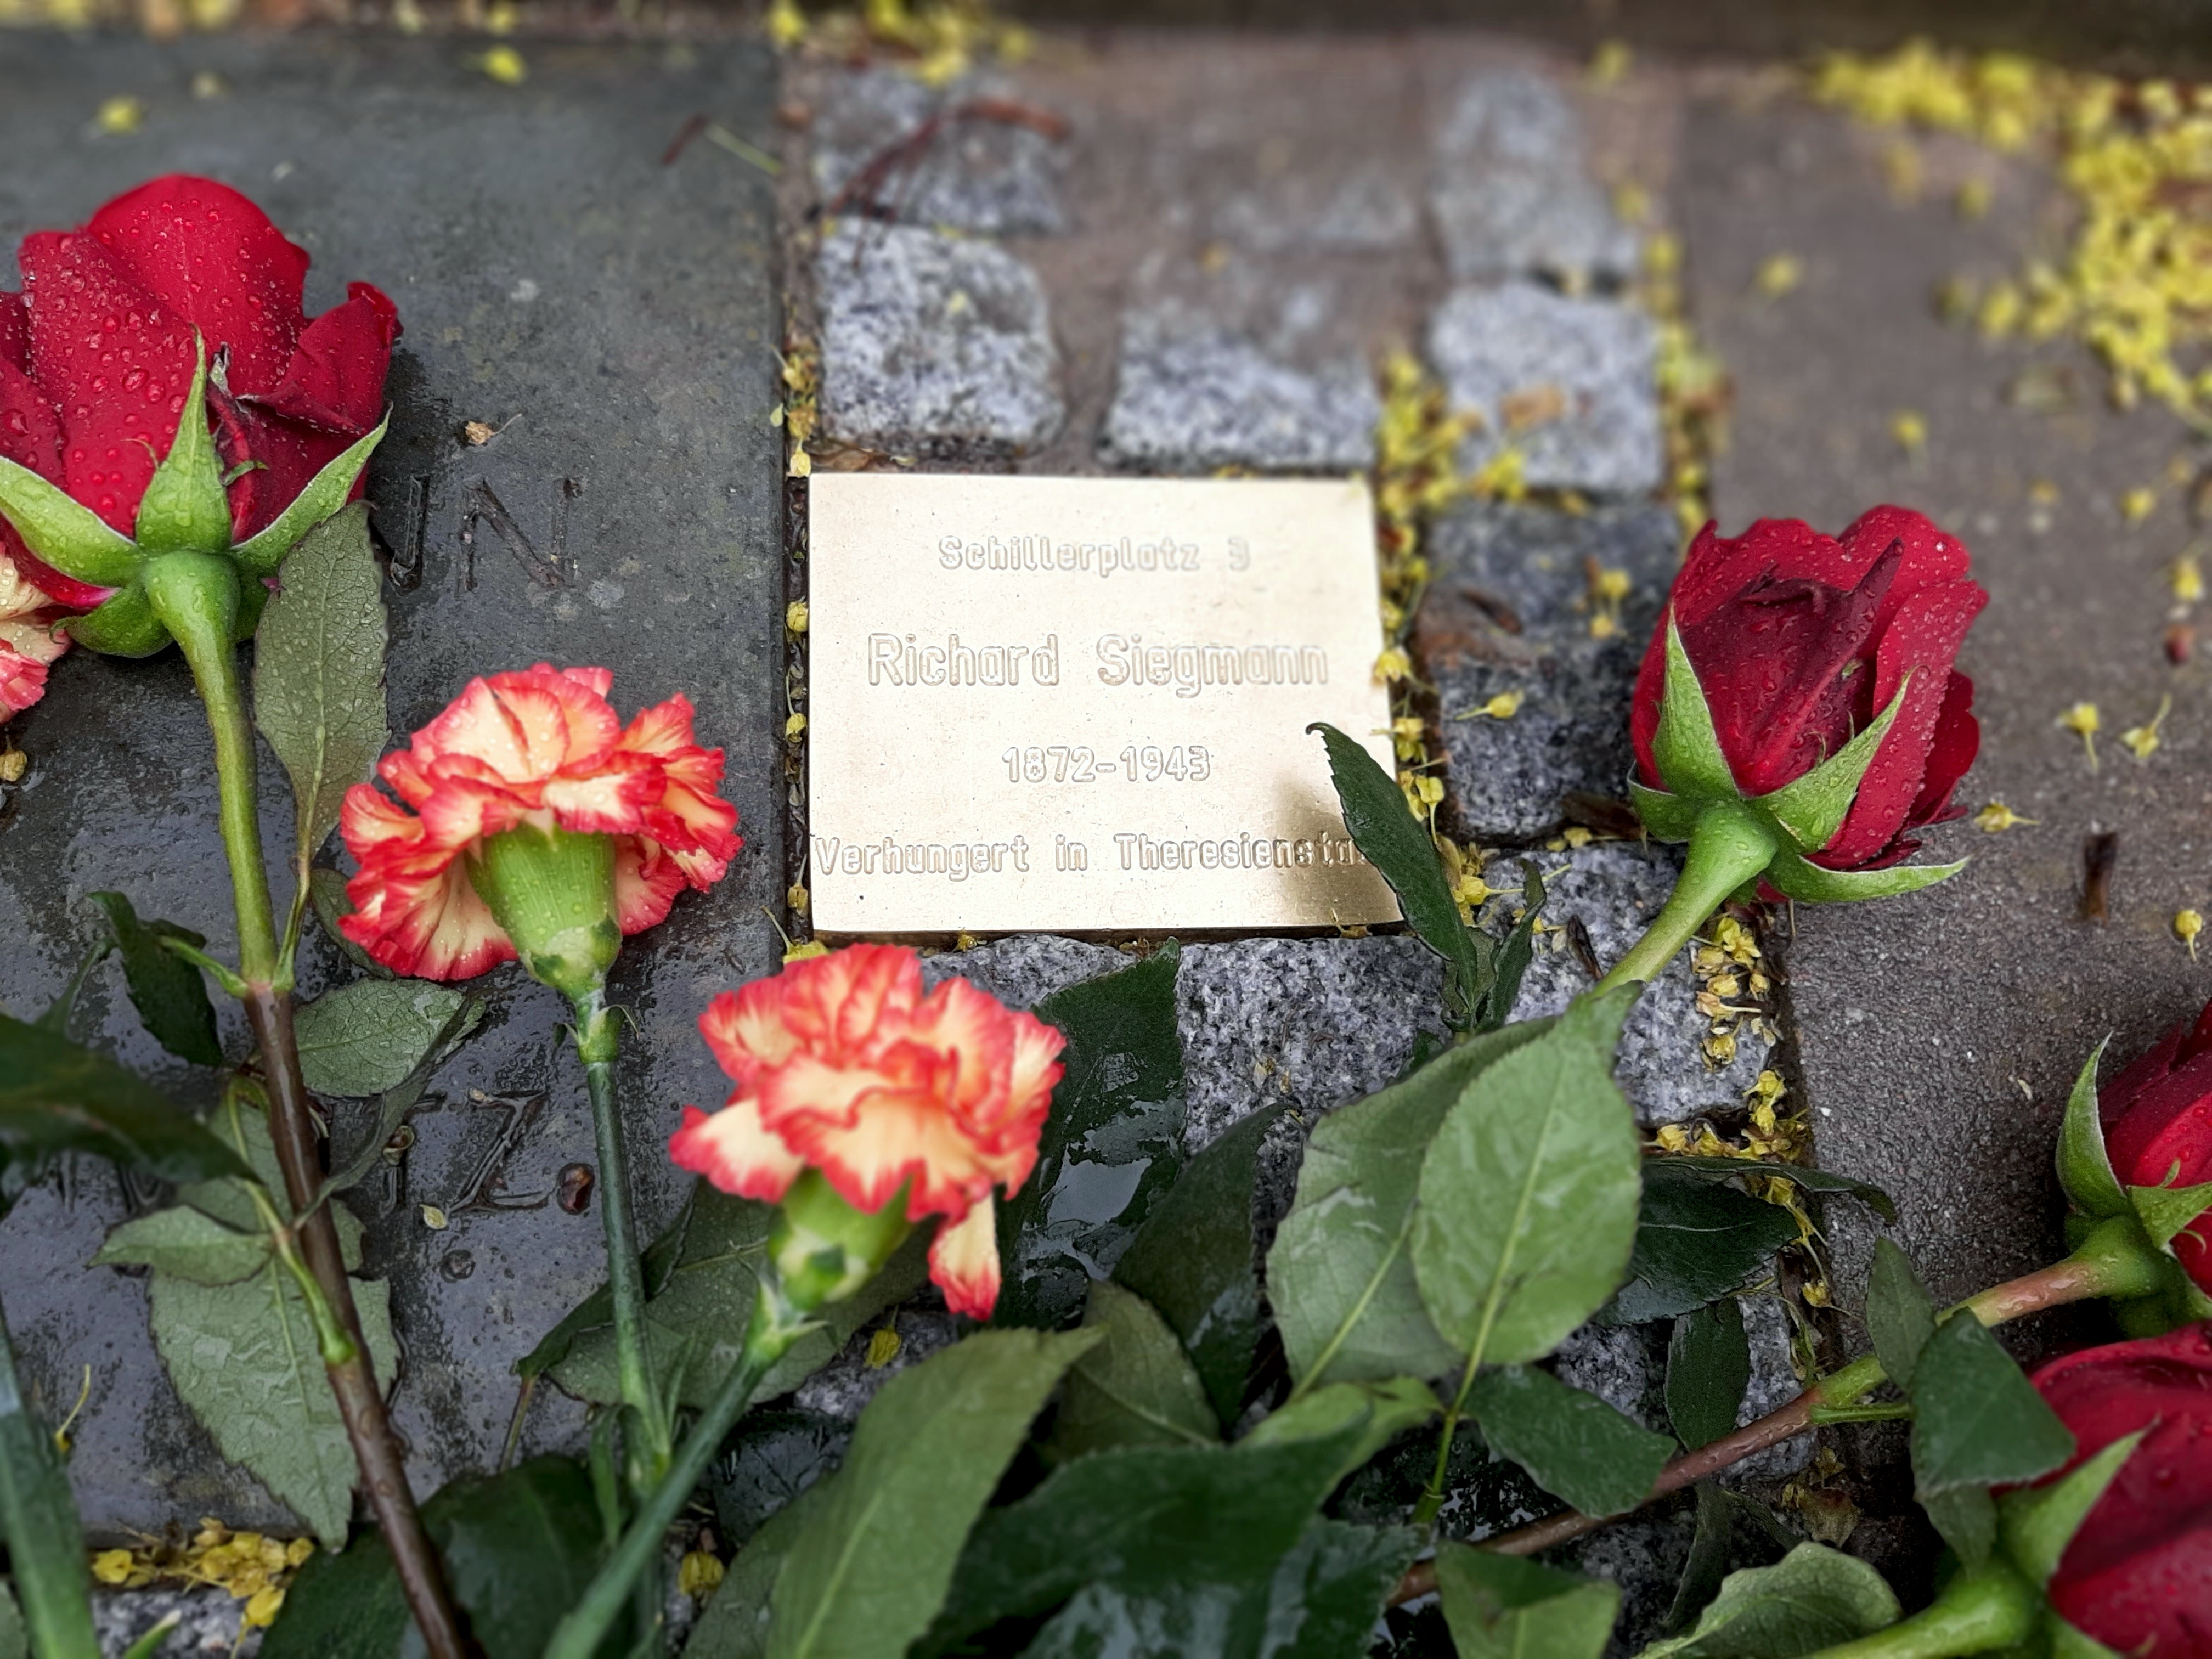 Schillerplatz 3
Richard Siegmann
1872-1943
Verhungert in